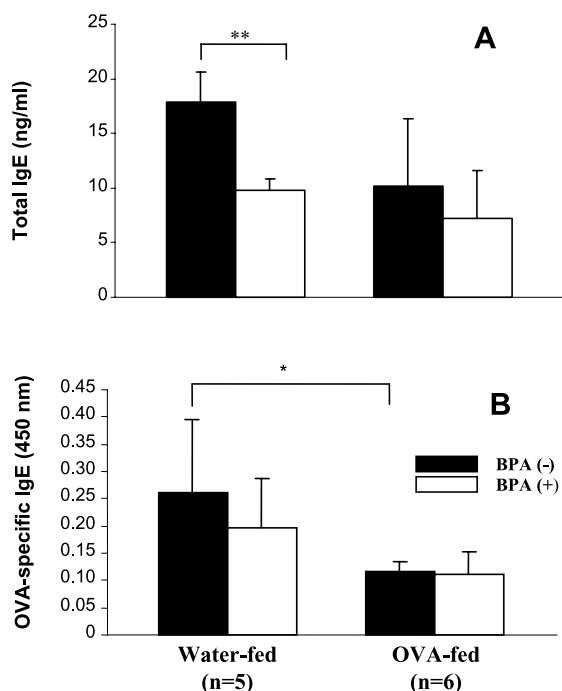 A
**
Total IgE (ng/ml)
25
20
15
10
5
0
B
*
OVA-specific IgE (450 nm)
0.45
0.40
0.35
0.30
0.25
0.20
0.15
0.10
0.05
0
BPA (-)
BPA (+)
Water-fed OVA-fed
(n=5) (n=6)